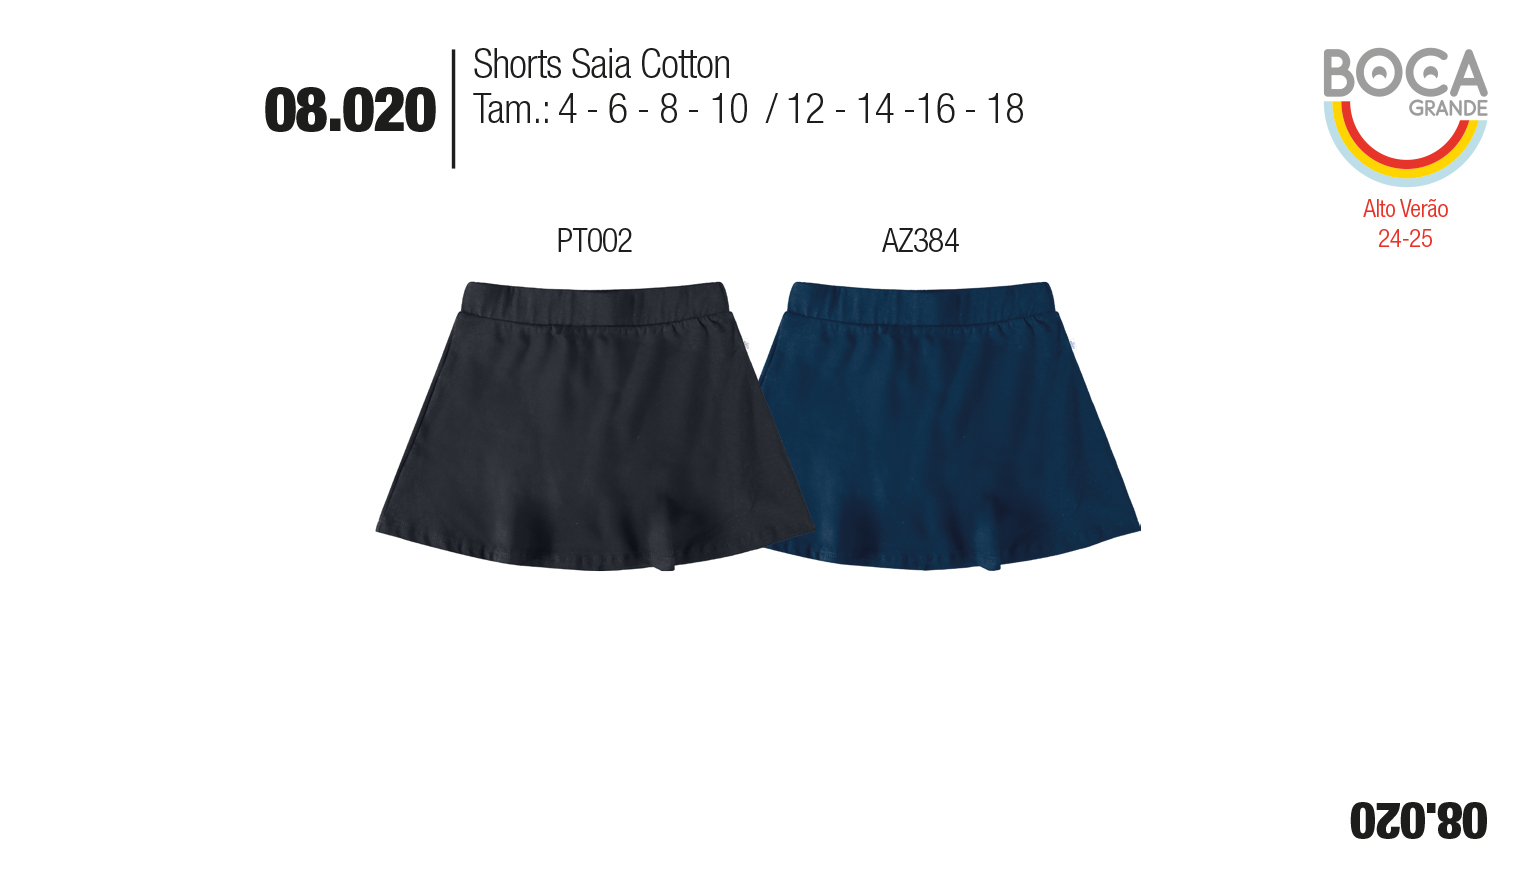 08.020
Shorts Saia Cotton
Tam.: 4 - 6 - 8 - 10 / 12 - 14 -16 - 18
BOCA
GRANDE
Alto Verão
24-25
PT002
AZ384
08.020